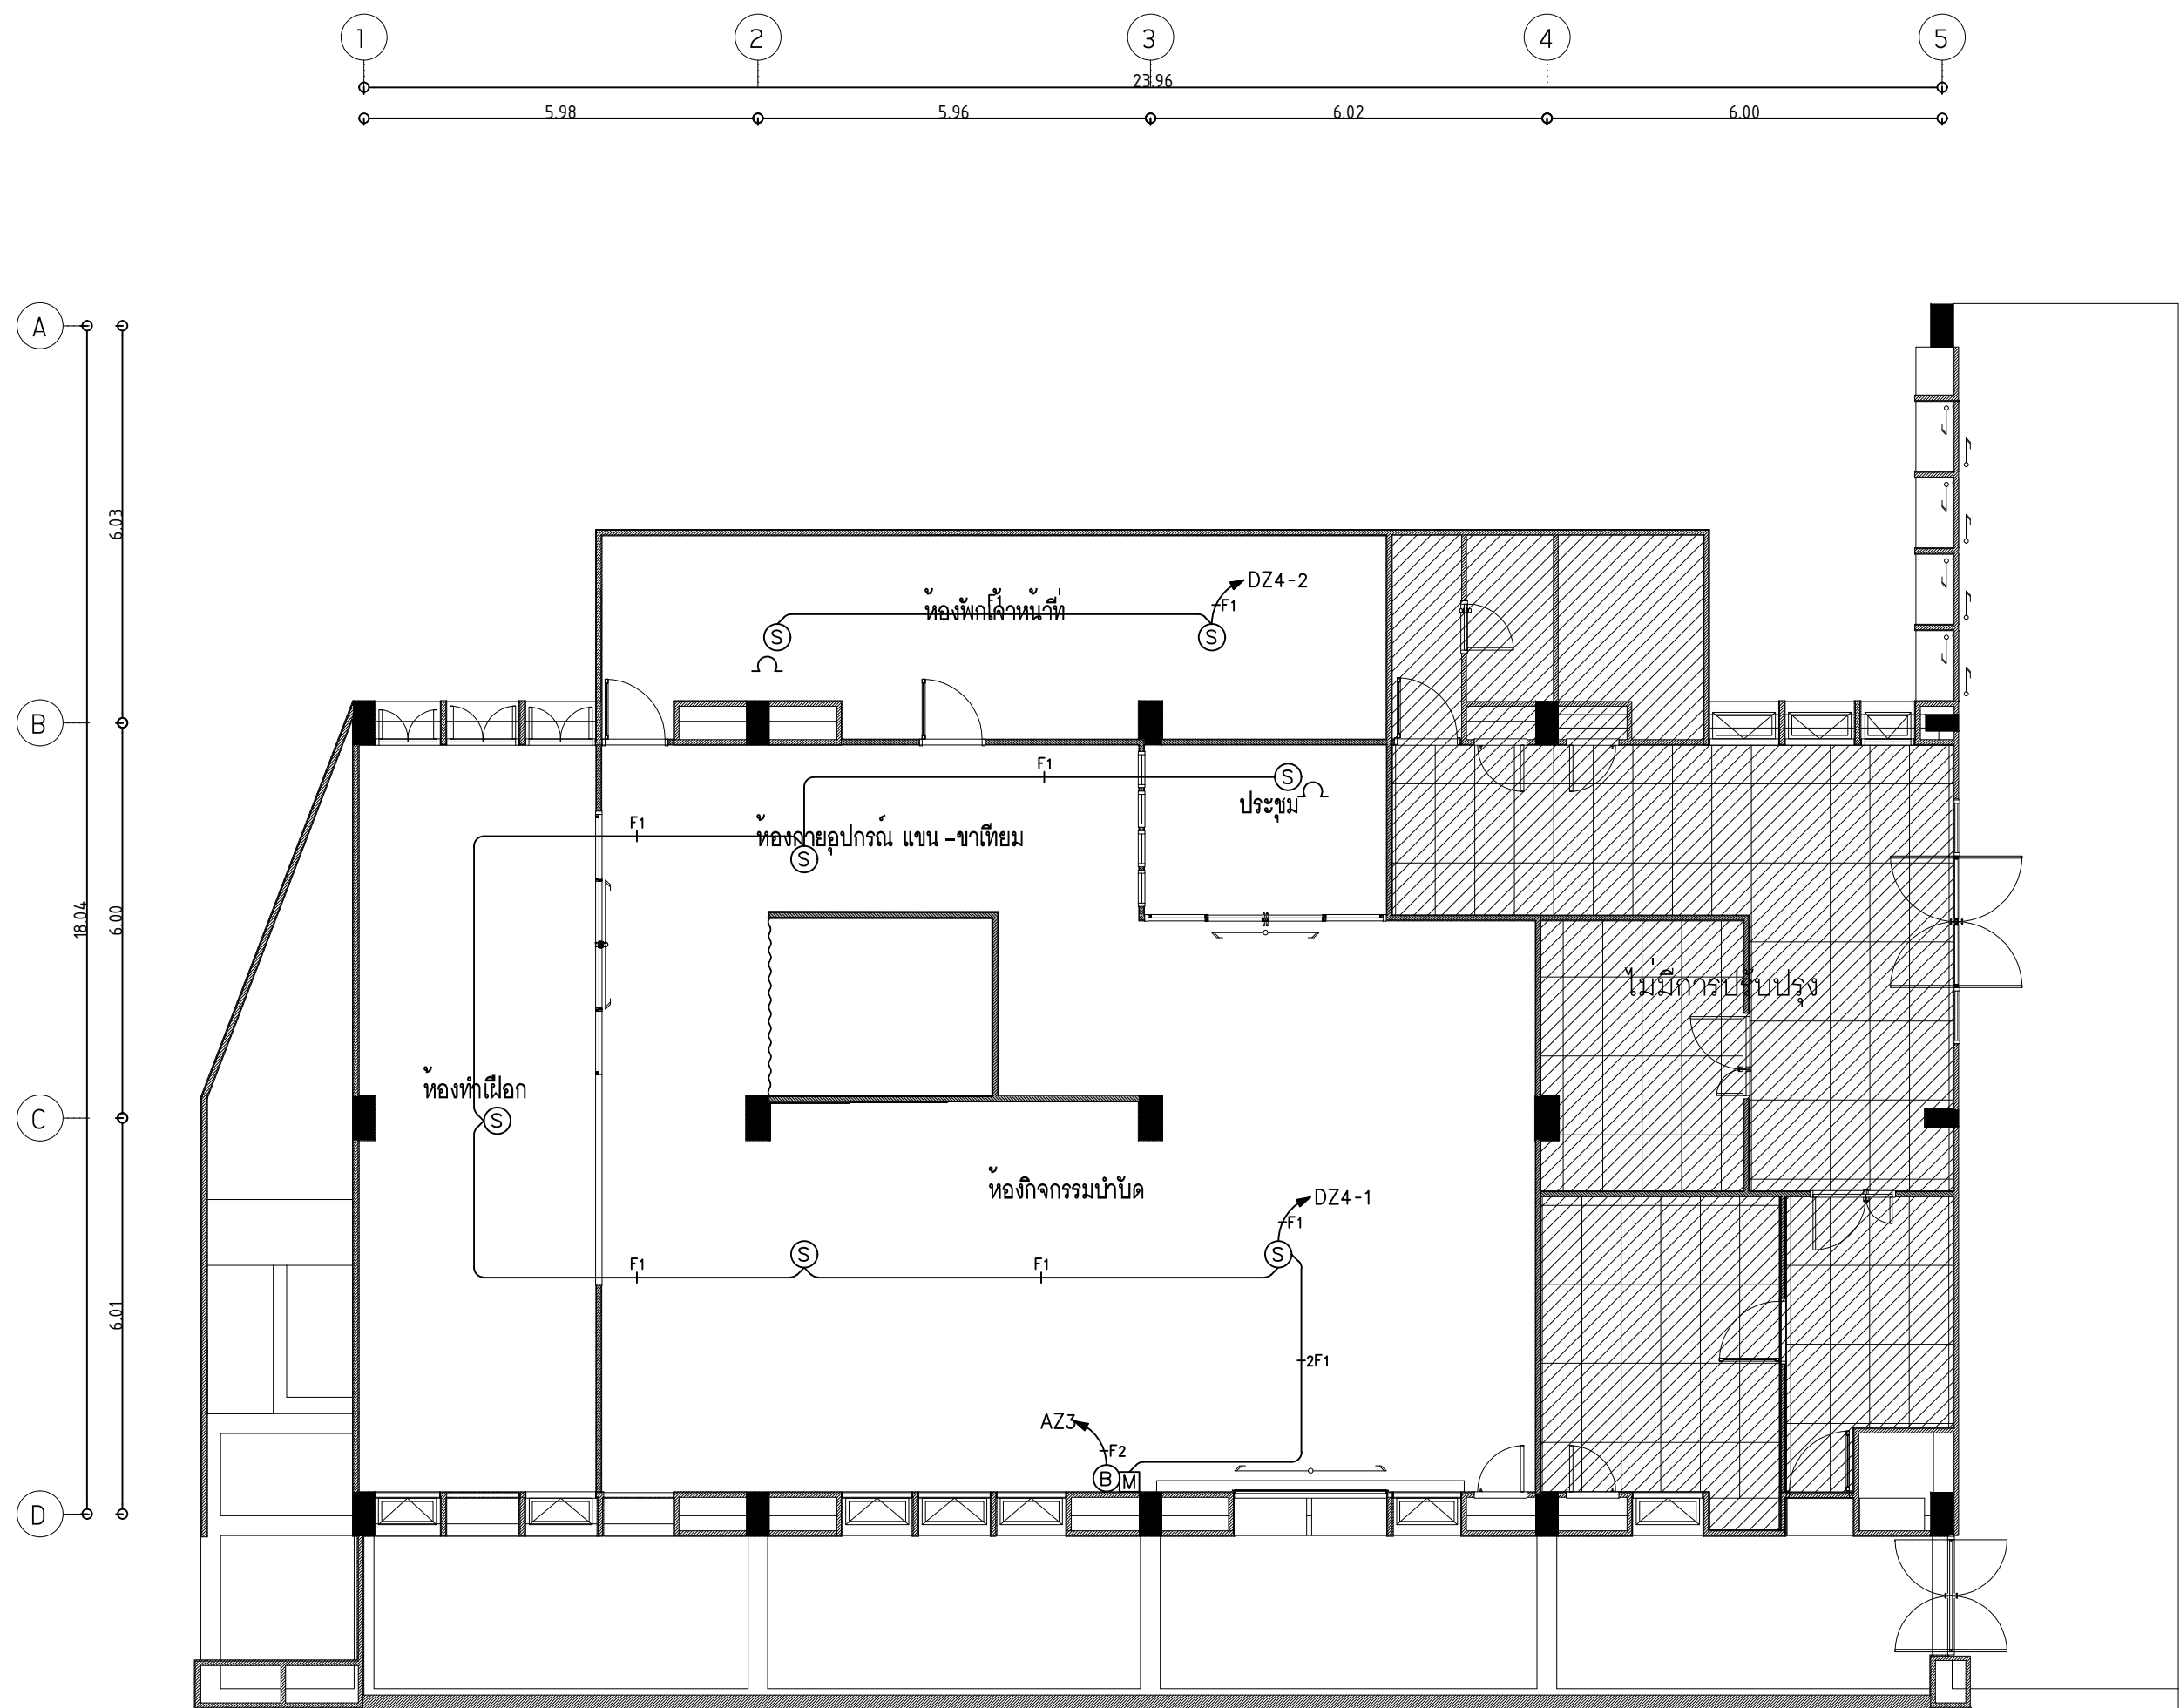 1 2 3 4 5
23.96
5.98 5.96 6.02 6.00
A
B
C
D
6.03
6.00
18.04
6.01
DZ4-2
F1
F1
ห้องพักเจ้าหน้าที่
S S
F1
S
ประชุม
F1
ห้องกายอุปกรณ์ แขน -ขาเทียม
S
ไม่มีการปรับปรุง
ห้องทำเฝือก
S
ห้องกิจกรรมบำบัด
DZ4-1
F1
S S
F1 F1
2F1
AZ3
F2
B M